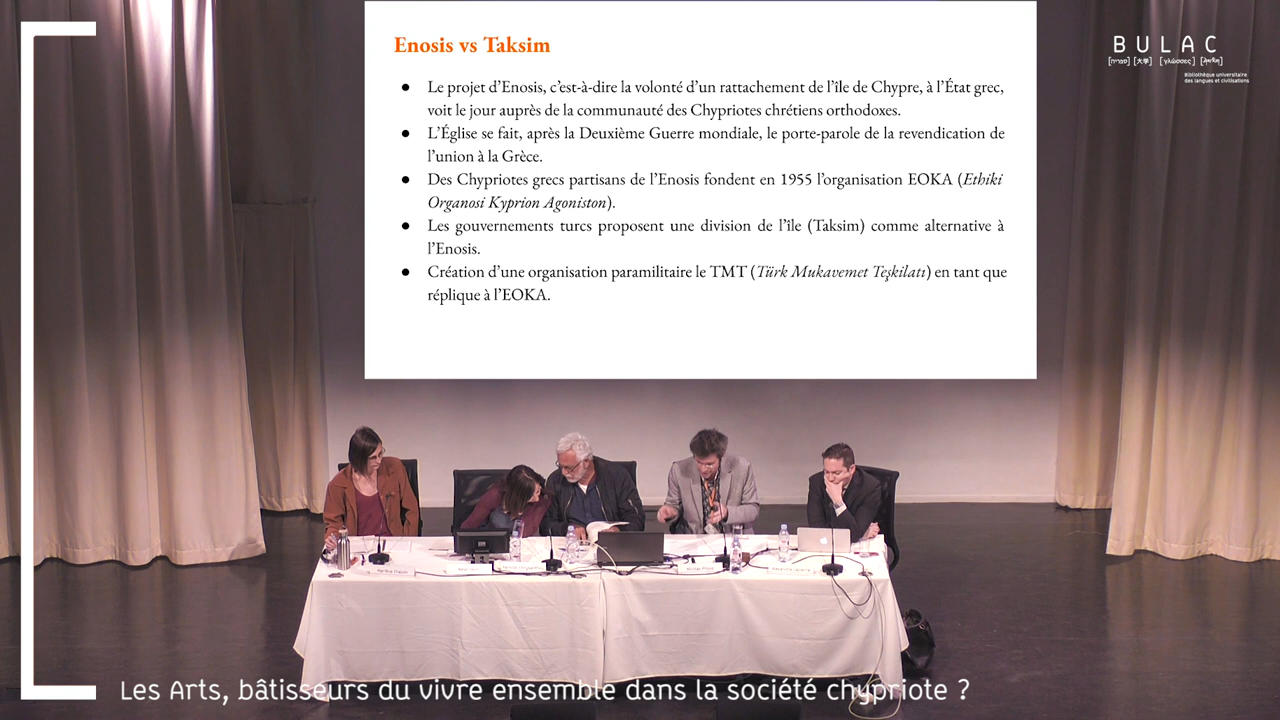 Enosis vs Taksim
● Le projet d’Enosis, c’est-à-dire la volonté d’un rattachement de l’île de Chypre, à l’État grec,
voit le jour auprès de la communauté des Chypriotes chrétiens orthodoxes.
● L’Église se fait, après la Deuxième Guerre mondiale, le porte-parole de la revendication de
l’union à la Grèce.
● Des Chypriotes grecs partisans de l’Enosis fondent en 1955 l’organisation EOKA (Ethiki
Organosi Kyprion Agoniston).
● Les gouvernements turcs proposent une division de l’île (Taksim) comme alternative à
l’Enosis.
● Création d’une organisation paramilitaire le TMT (Türk Mukavemet Teşkilatı) en tant que
réplique à l’EOKA.
BULAC
[ספריה] [大學] [γλώσσες]
Bibliothèque universitaire
des langues et civilisations
Les Arts, bâtisseurs du vivre ensemble dans la société chypriote ?